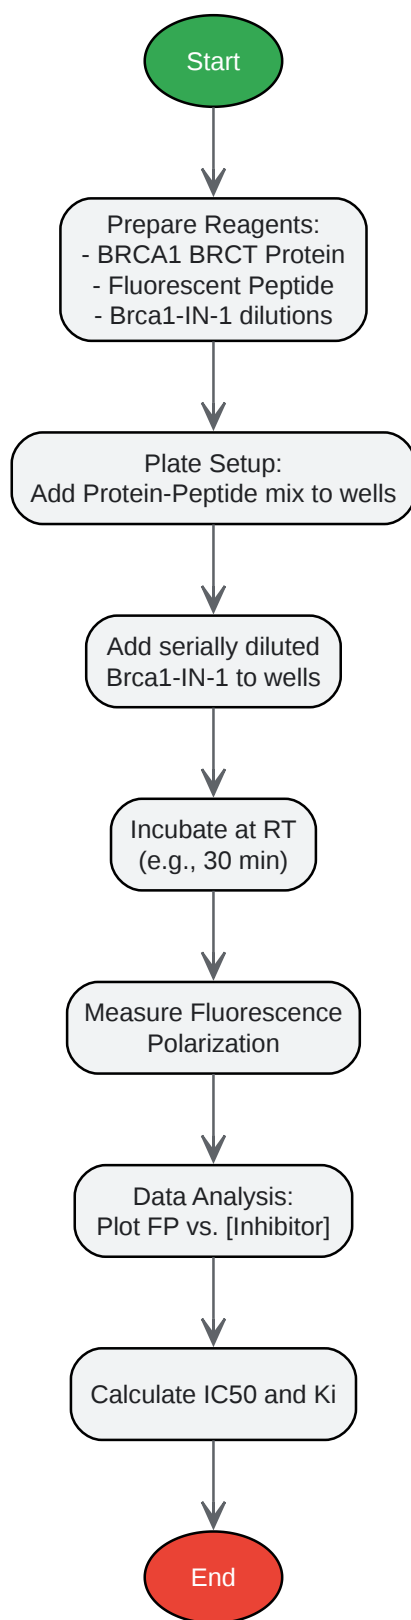 Start
Prepare Reagents:
- BRCA1 BRCT Protein
- Fluorescent Peptide
- Brca1-IN-1 dilutions
Plate Setup:
Add Protein-Peptide mix to wells
Add serially diluted
Brca1-IN-1 to wells
Incubate at RT
(e.g., 30 min)
Measure Fluorescence
Polarization
Data Analysis:
Plot FP vs. [Inhibitor]
Calculate IC50 and Ki
End